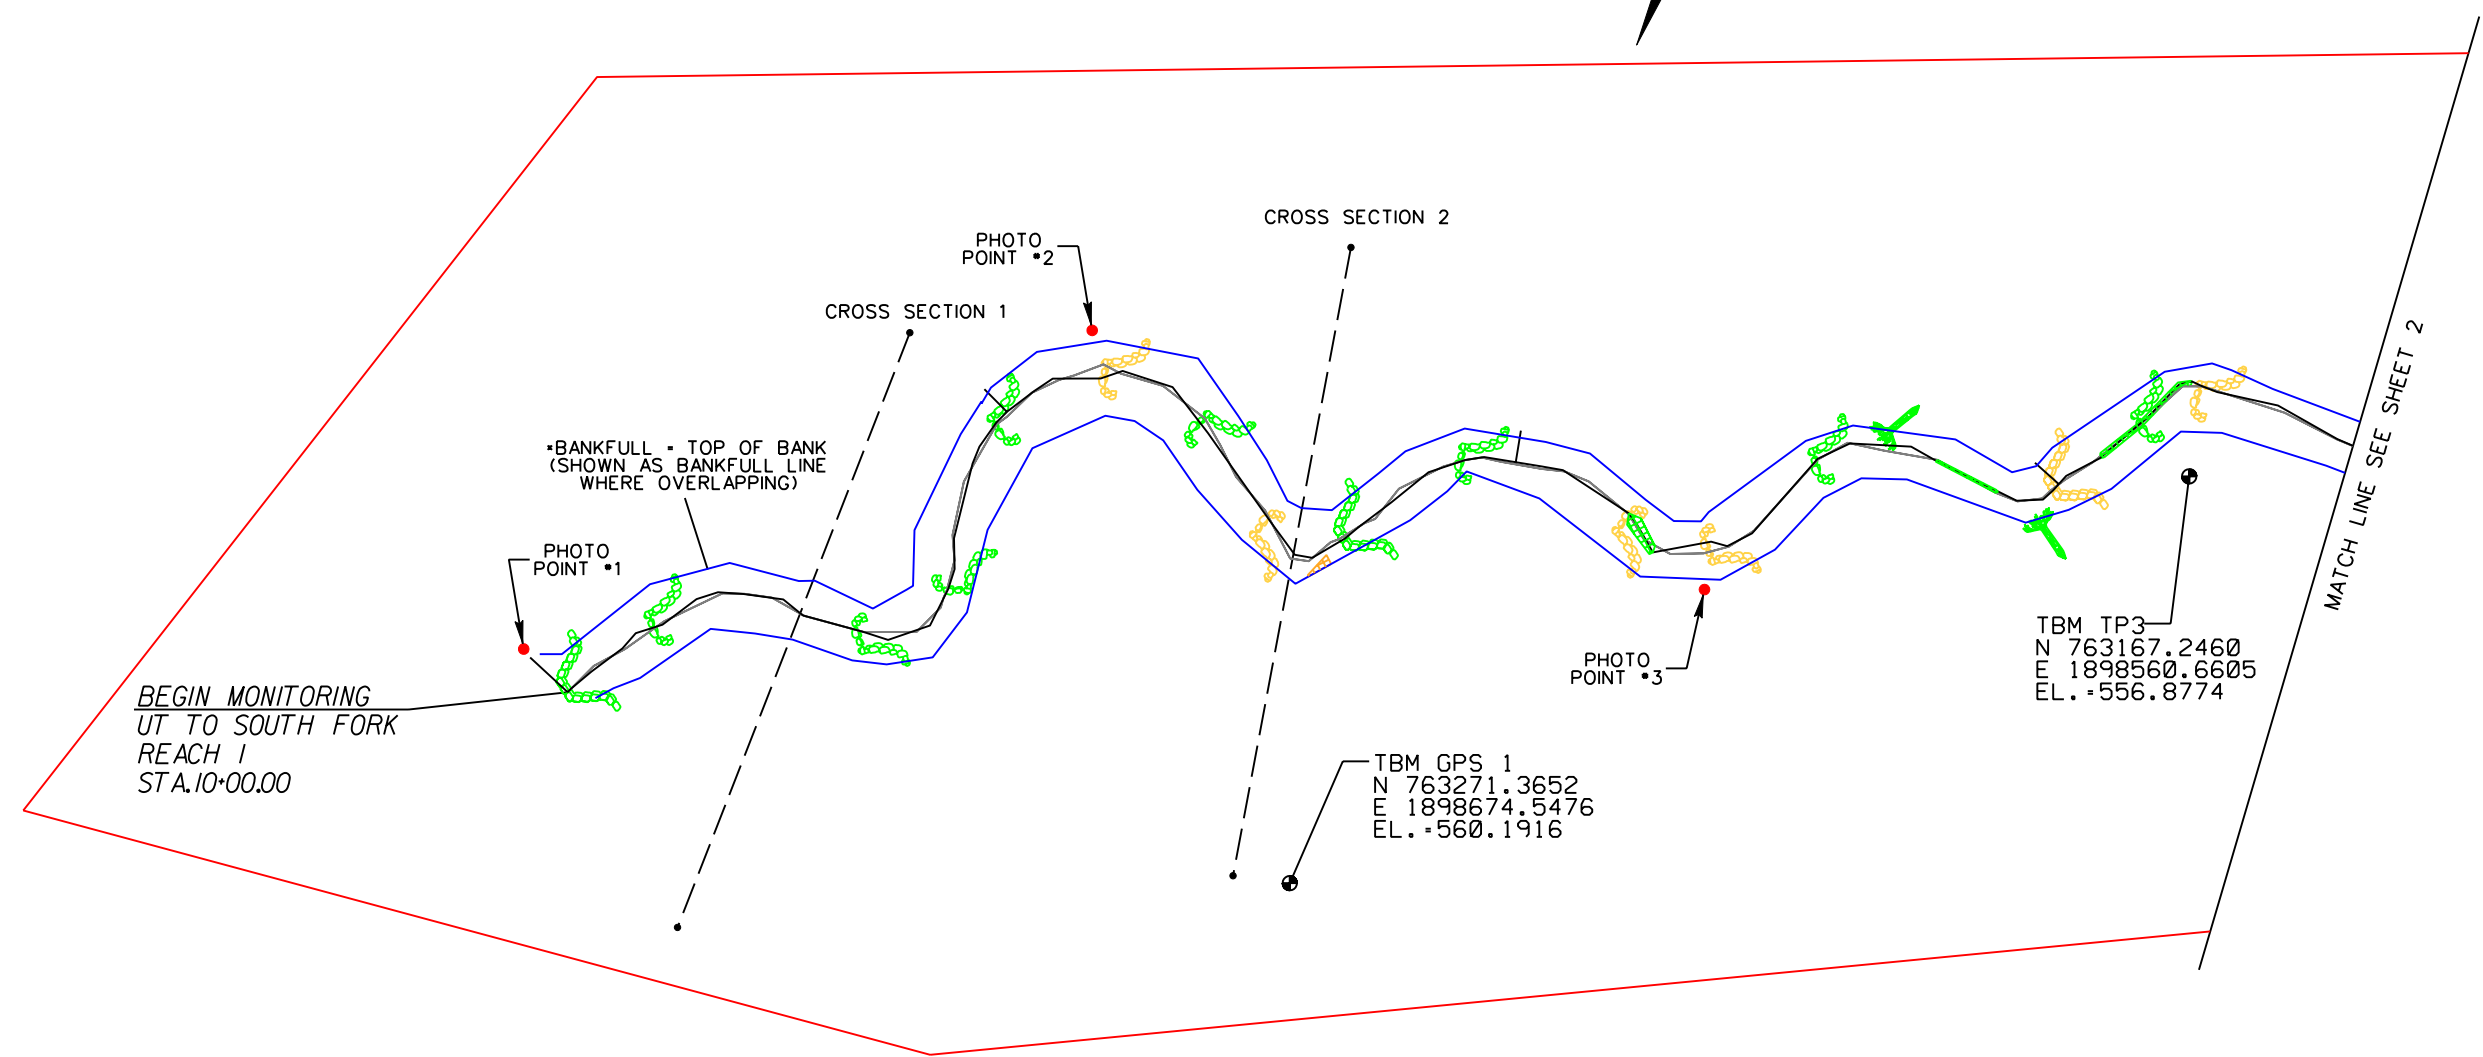 CROSS SECTION 2
PHOTO
POINT #2
CROSS SECTION 1
*BANKFULL = TOP OF BANK
(SHOWN AS BANKFULL LINE
WHERE OVERLAPPING)
PHOTO
POINT #1
BEGIN MONITORING
UT TO SOUTH FORK
REACH 1
STA.10+00.00
PHOTO
POINT #3
TBM TP3
N 763167.2460
E 1898560.6605
EL.=556.8774
TBM GPS 1
N 763271.3652
E 1898674.5476
EL.=560.1916
MATCH LINE SEE SHEET 2